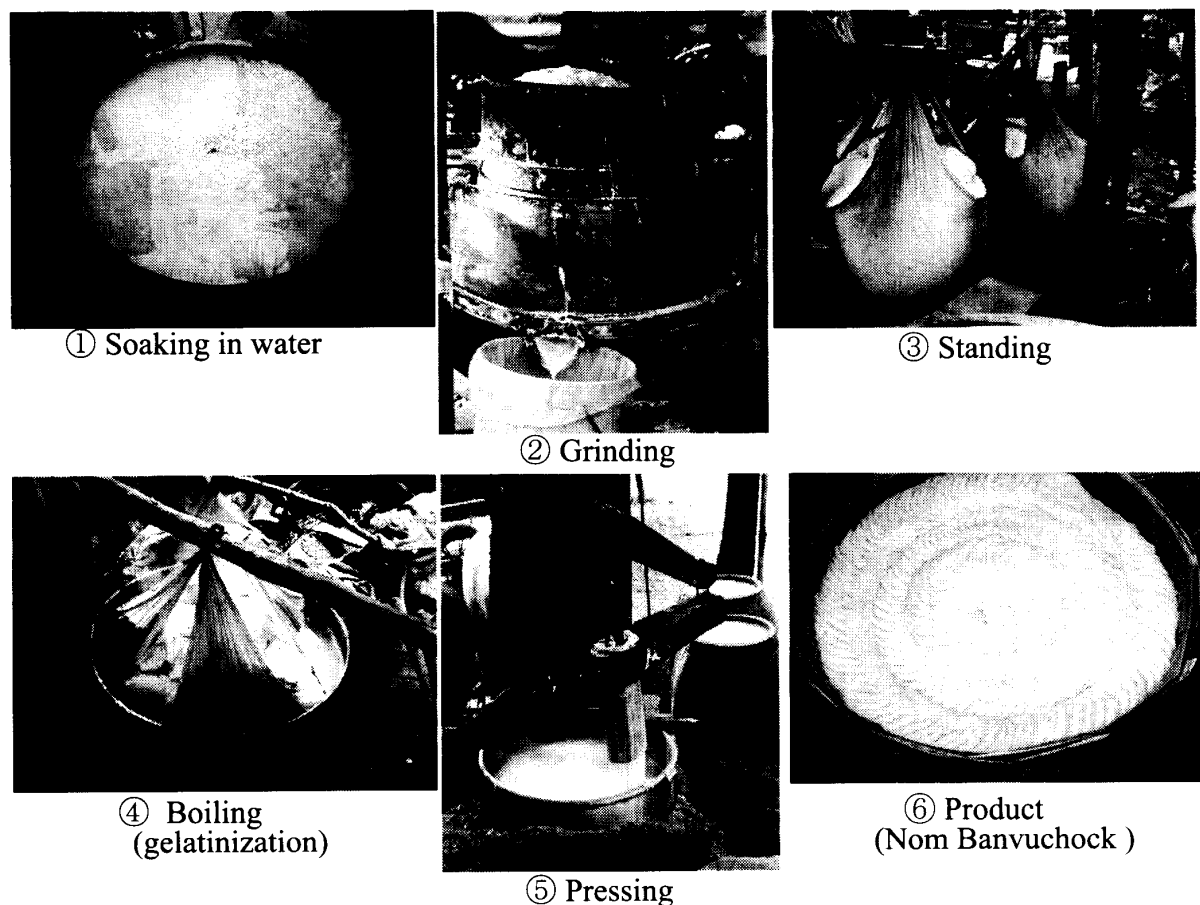 ① Soaking in water
② Grinding
③ Standing
④ Boiling
(gelatinization)
⑤ Pressing
⑥ Product
(Nom Banvuchock )